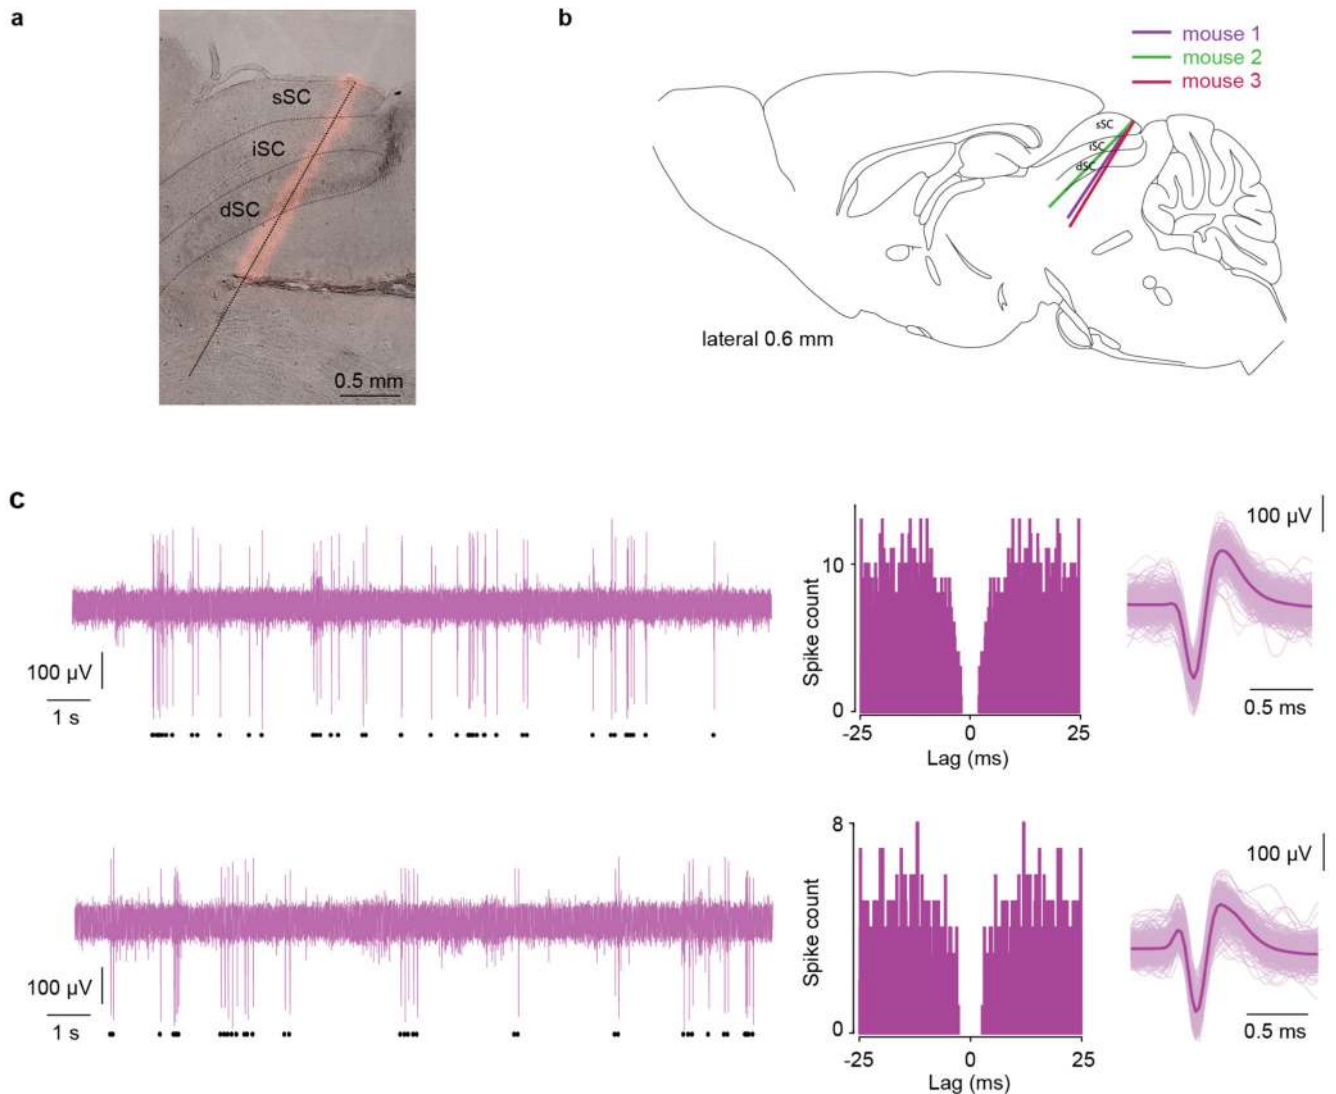 a
sSC
iSC
dSC
0.5 mm
b
mouse 1
mouse 2
mouse 3
sSC
iSC
dSC
lateral 0.6 mm
c
100 µV
1 s
Spike count
10
0
-25
0
25
Lag (ms)
100 µV
0.5 ms
100 µV
1 s
Spike count
8
0
-25
0
25
Lag (ms)
100 µV
0.5 ms